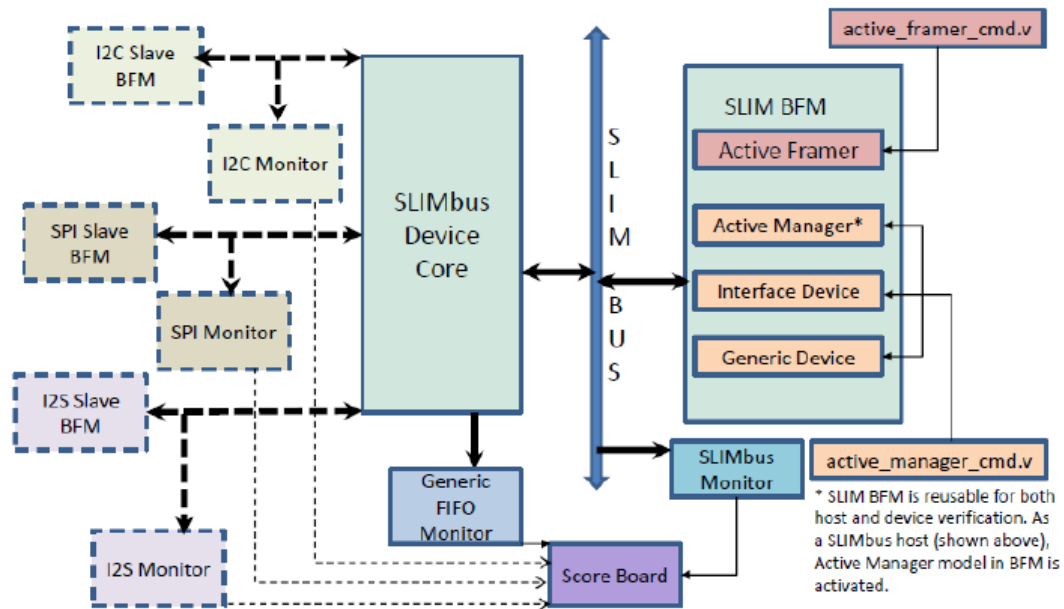 I2C Slave
BFM
I2C Monitor
SPI Slave
BFM
SPI Monitor
I2S Slave
BFM
I2S Monitor
SLIMbus
Device
Core
Generic
FIFO
Monitor
Score Board
S
L
I
M
B
U
S
active_framer_cmd.v
SLIM BFM
Active Framer
Active Manager*
Interface Device
Generic Device
SLIMbus
Monitor
active_manager_cmd.v
* SLIM BFM is reusable for both
host and device verification. As
a SLIMbus host (shown above),
Active Manager model in BFM is
activated.